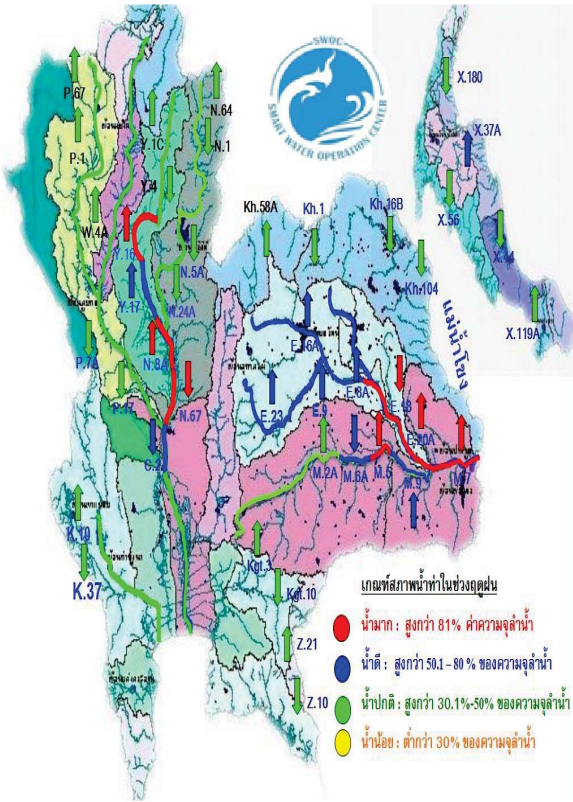 SWOC
SMART WATER OPERATION CENTER
P.67
P.1
W.4A
Y.1C
Y.4
N.64
N.1
Y.16
Y.17
N.5A
N.24A
N.8A
N.67
P.7A
P.17
C.2
K.10
K.37
Kh.58A
Kh.1
Kh.16B
Kh.104
แม่น้ำโขง
E.16A
E.8A
E.23
E.9
E.18
E.20A
M.2A
M.6A
M.5
M.9
M.7
Kgt.3
Kgt.10
Z.21
Z.10
X.180
X.37A
X.56
X.44
X.119A
เกณฑ์สภาพน้ำท่าในช่วงฤดูฝน
น้ำมาก : สูงกว่า 81% ค่าความจุลำน้ำ
น้ำดี : สูงกว่า 50.1 - 80 % ของความจุลำน้ำ
น้ำปกติ : สูงกว่า 30.1%-50% ของความจุลำน้ำ
น้ำน้อย : ต่ำกว่า 30% ของความจุลำน้ำ